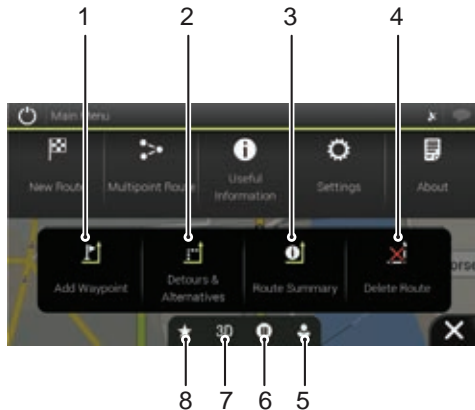 1 2 3 4
Main Menu
New Route Multipoint Route Useful Information Settings About
Add Waypoint Detours & Alternatives Route Summary Delete Route
3D
8 7 6 5